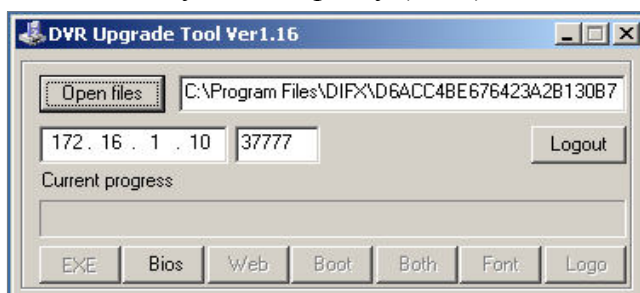 DVR Upgrade Tool Ver1.16
Open files C:\Program Files\DIFX\D6ACC4BE676423A2B130B7
172 . 16 . 1 . 10 37777 Logout
Current progress
EXE Bios Web Boot Both Font Logo